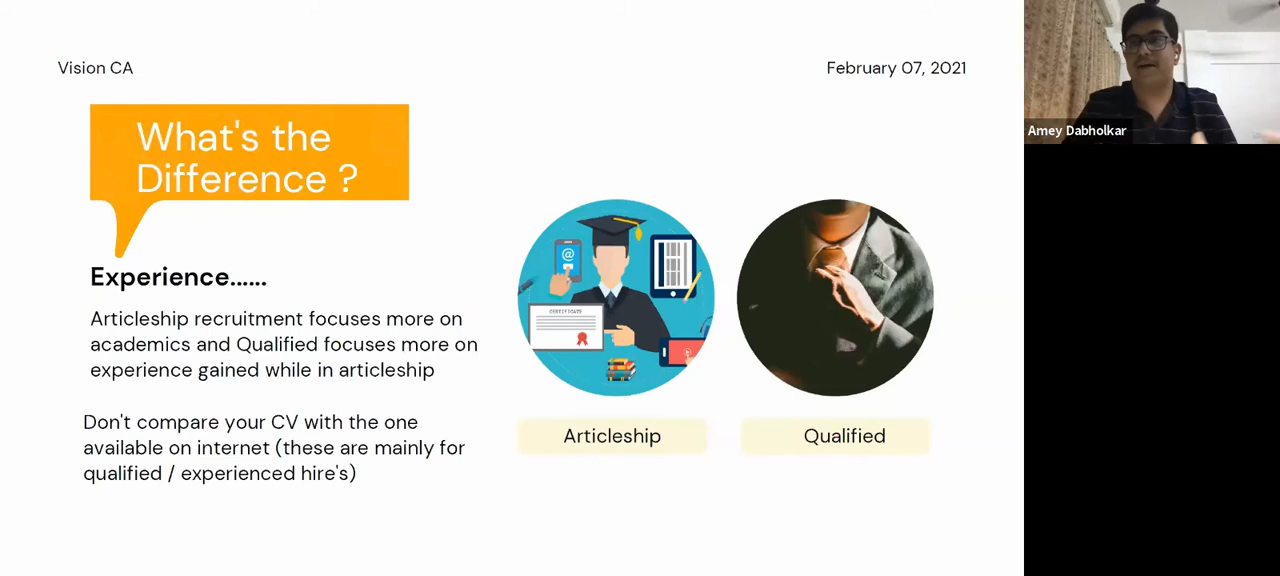 Vision CA
February 07, 2021
What's the
Difference ?
Experience......
Articleship recruitment focuses more on
academics and Qualified focuses more on
experience gained while in articleship
Don't compare your CV with the one
available on internet (these are mainly for
qualified / experienced hire's)
@
CERTIFICATE
Articleship
Qualified
Amey Dabholkar